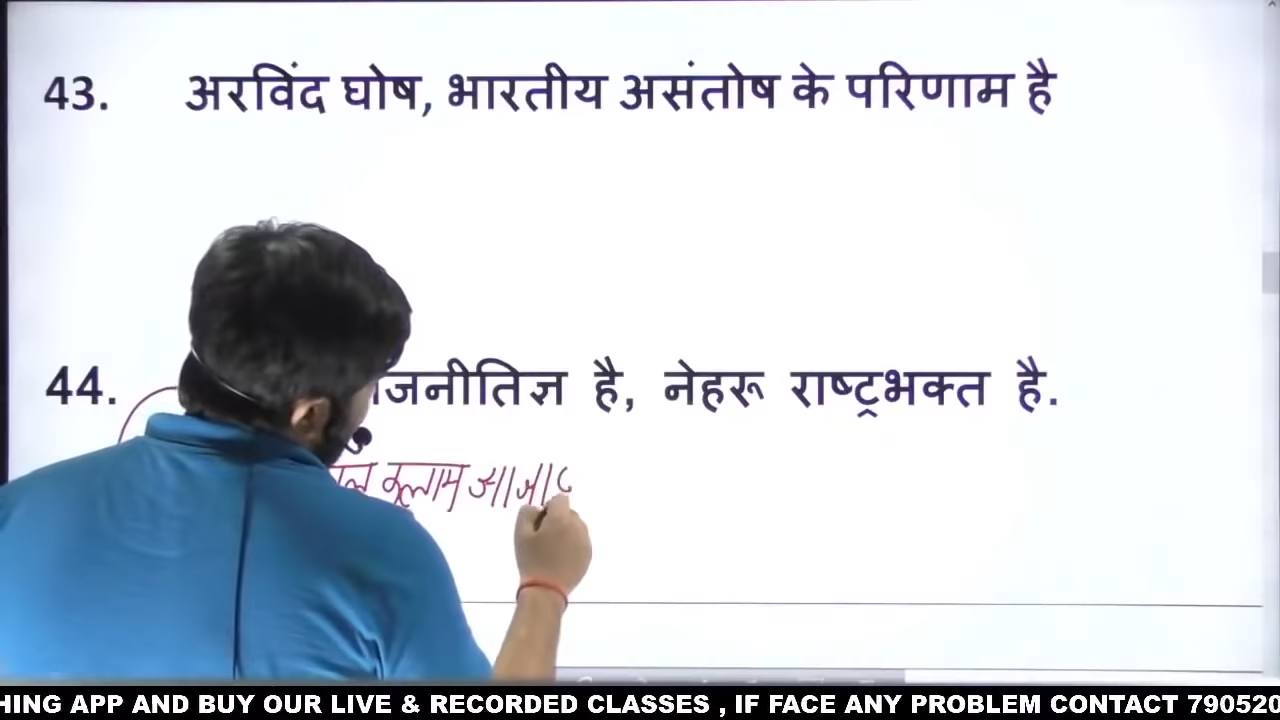 43. अरविंद घोष, भारतीय असंतोष के परिणाम है
44. जनीतिज्ञ है, नेहरू राष्ट्रभक्त है.
कलाम आजाद
HING APP AND BUY OUR LIVE & RECORDED CLASSES , IF FACE ANY PROBLEM CONTACT 790520